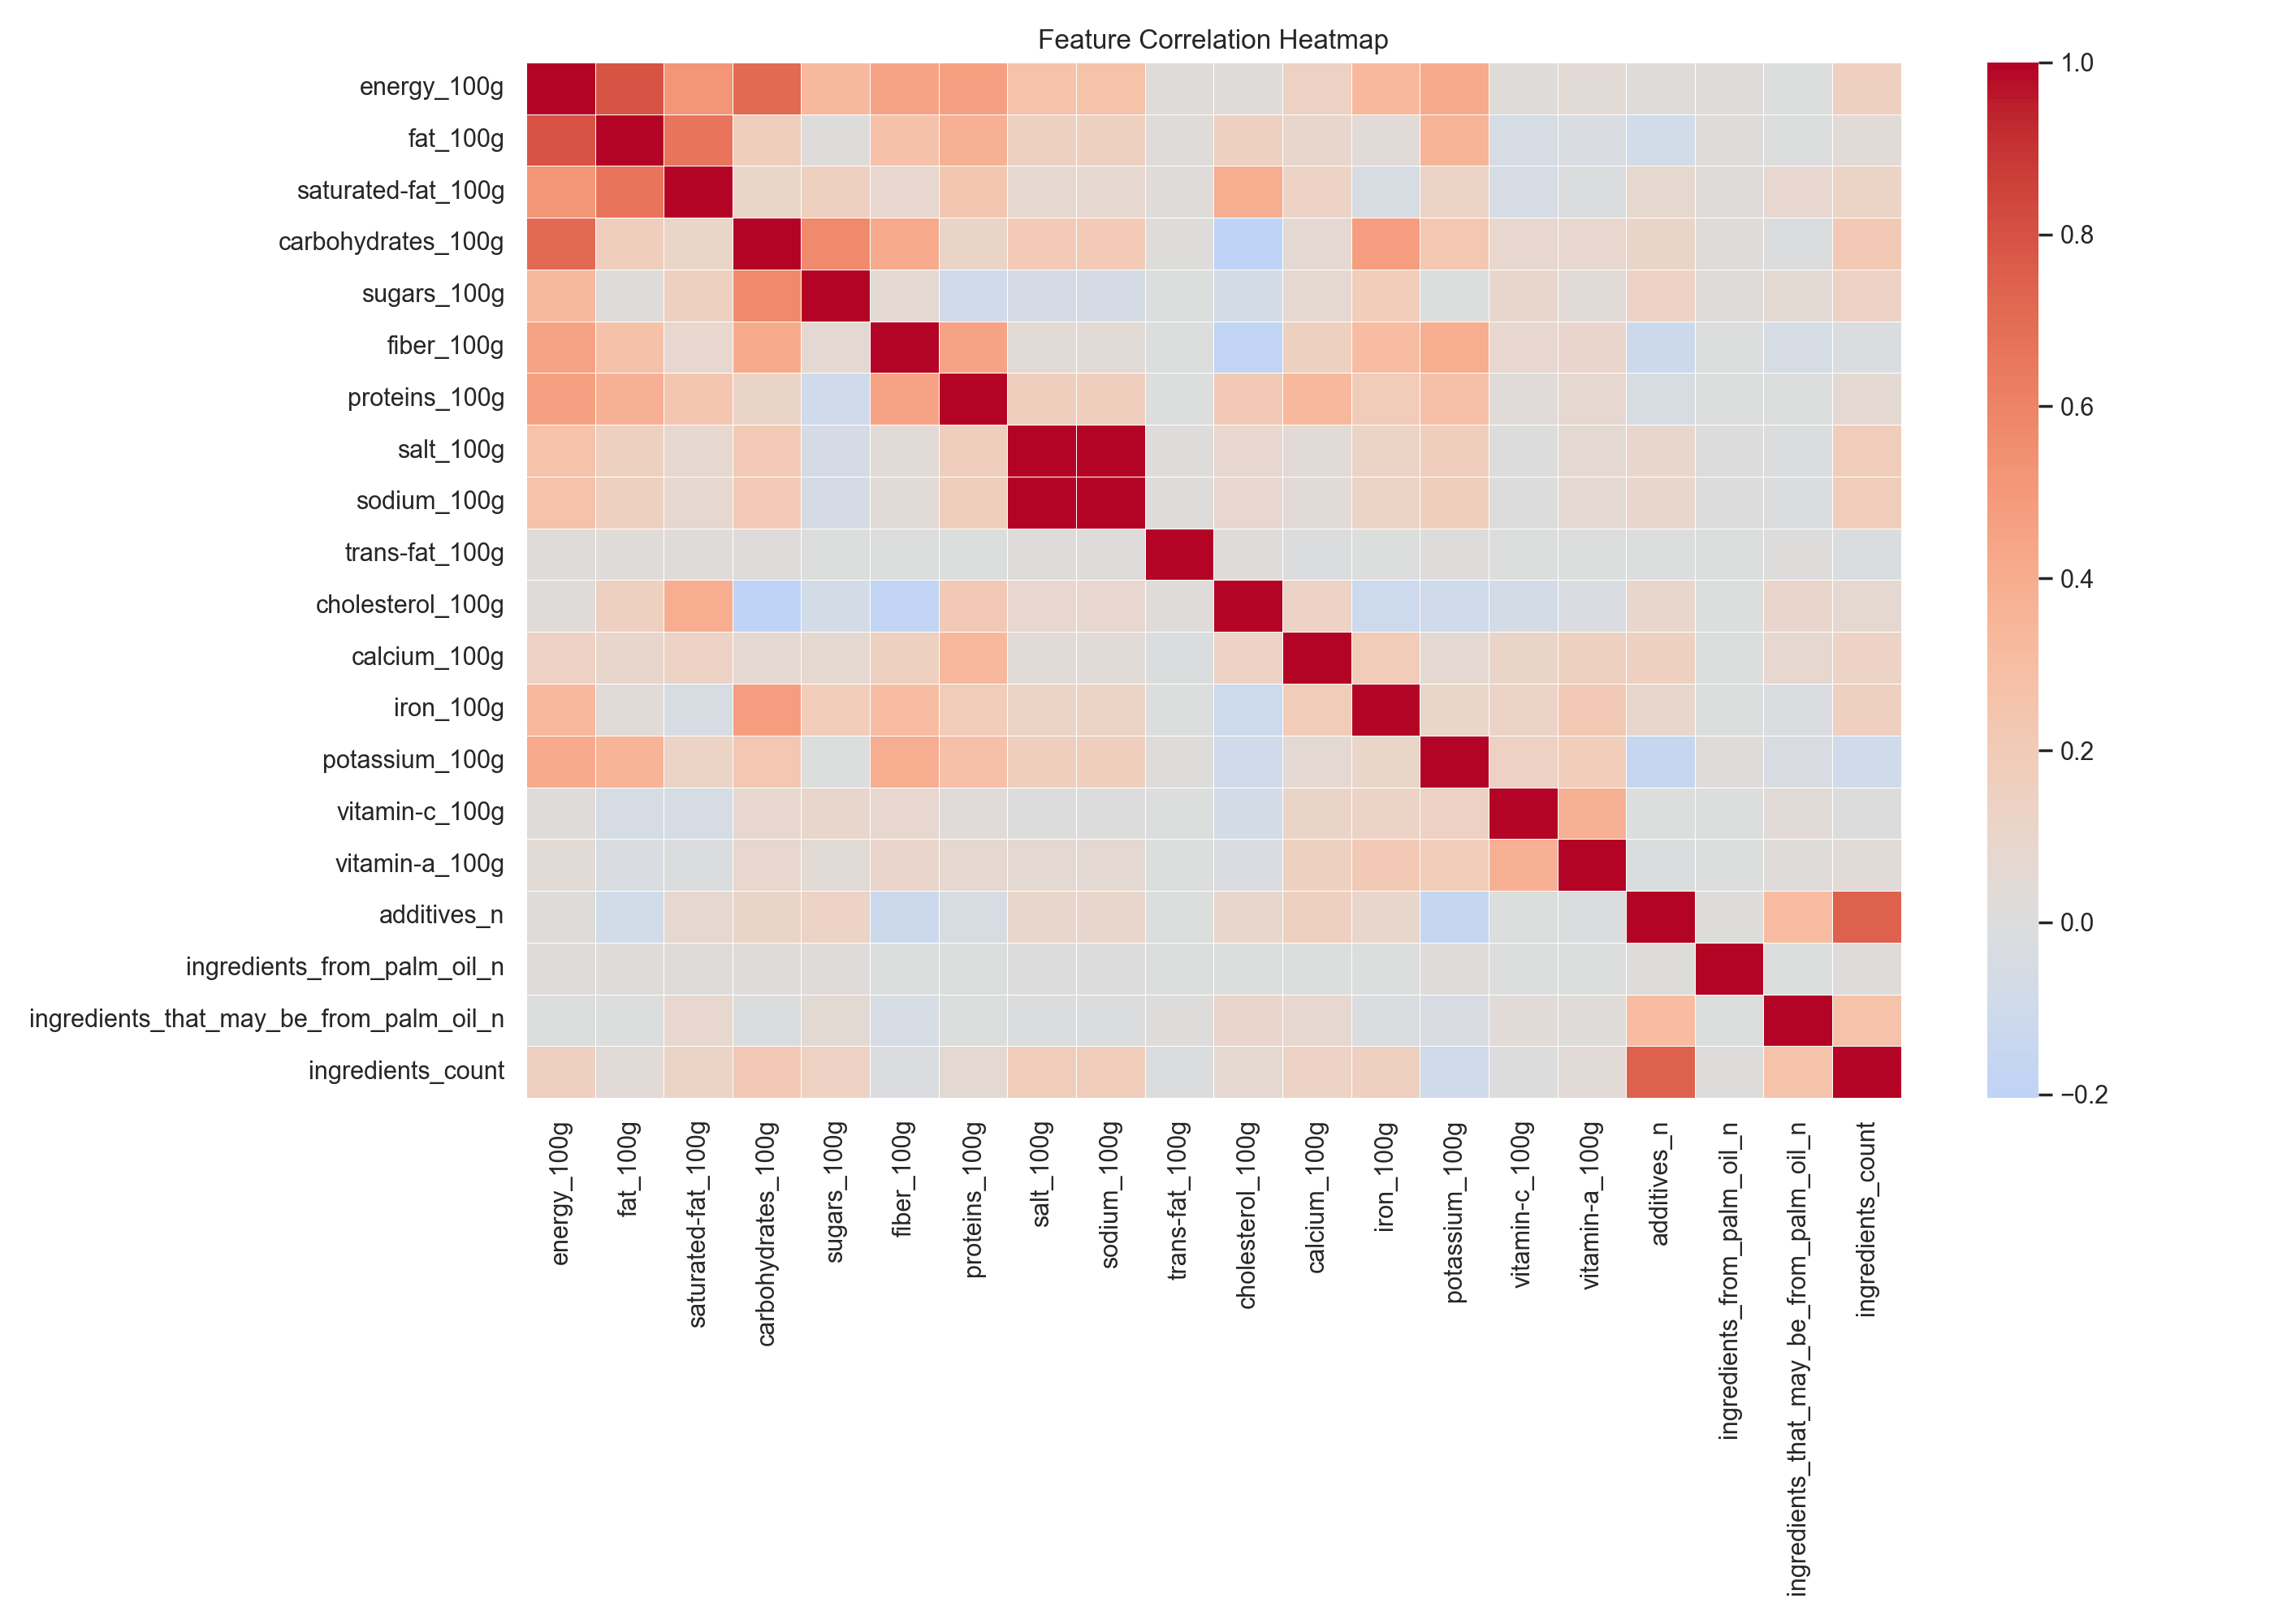 Feature Correlation Heatmap
energy_100g
fat_100g
saturated-fat_100g
carbohydrates_100g
sugars_100g
fiber_100g
proteins_100g
salt_100g
sodium_100g
trans-fat_100g
cholesterol_100g
calcium_100g
iron_100g
potassium_100g
vitamin-c_100g
vitamin-a_100g
additives_n
ingredients_from_palm_oil_n
ingredients_that_may_be_from_palm_oil_n
ingredients_count
energy_100g
fat_100g
saturated-fat_100g
carbohydrates_100g
sugars_100g
fiber_100g
proteins_100g
salt_100g
sodium_100g
trans-fat_100g
cholesterol_100g
calcium_100g
iron_100g
potassium_100g
vitamin-c_100g
vitamin-a_100g
additives_n
ingredients_from_palm_oil_n
ingredients_that_may_be_from_palm_oil_n
ingredients_count
1.0
0.8
0.6
0.4
0.2
0.0
−0.2